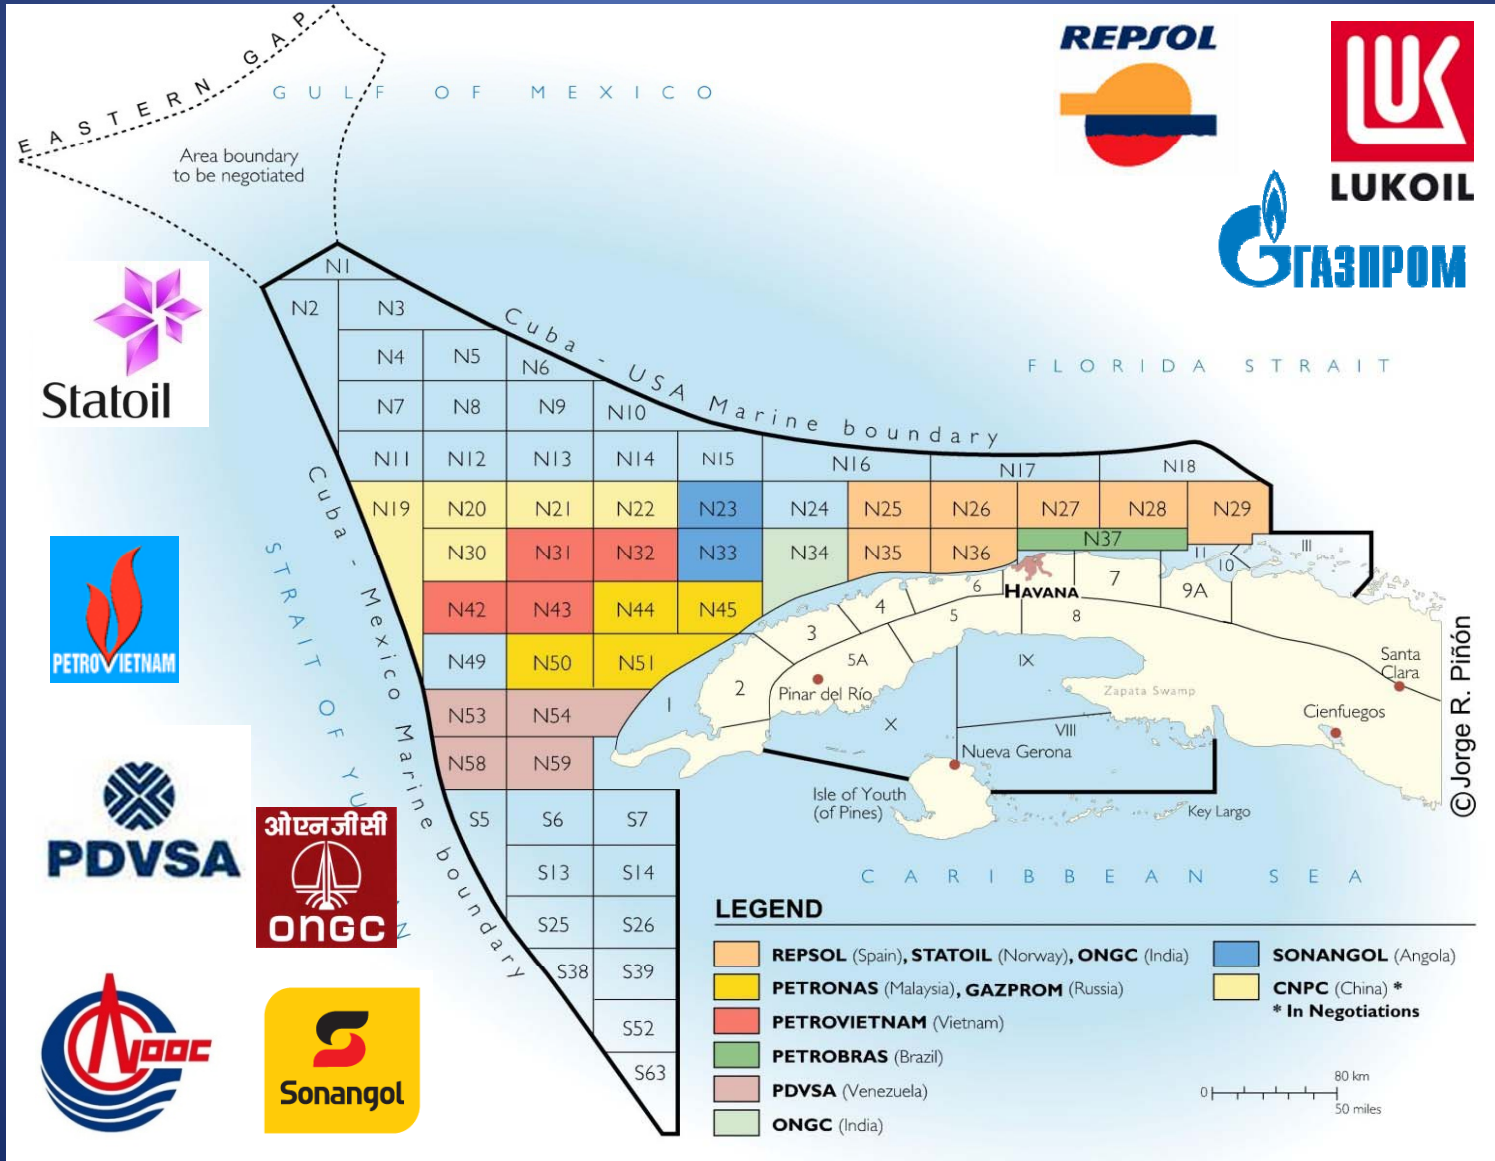 EASTERN GAP
GULF OF MEXICO
Area boundary
to be negotiated
REPSOL
LUKOIL
ГАЗПРОМ
Statoil
PETROVIETNAM
PDVSA
ओएनजीसी
ONGC
NOOC
Sonangol
FLORIDA STRAIT
Cuba - USA Marine boundary
Cuba - Mexico Marine boundary
STRAIT OF YU
AN
N1
N2 N3
N4 N5 N6
N7 N8 N9 N10
N11 N12 N13 N14 N15 N16 N17 N18
N19 N20 N21 N22 N23 N24 N25 N26 N27 N28 N29
N30 N31 N32 N33 N34 N35 N36 N37
N42 N43 N44 N45
N49 N50 N51
N53 N54
N58 N59
S5 S6 S7
S13 S14
S25 S26
S38 S39
S52
S63
11 10 III
6 HAVANA 7 9A
3 4 5 8
2 5A IX
1 X VIII
Pinar del Río
Zapata Swamp
Santa
Clara
Cienfuegos
Nueva Gerona
Isle of Youth
(of Pines)
Key Largo
CARIBBEAN SEA
©Jorge R. Piñón
LEGEND
REPSOL (Spain), STATOIL (Norway), ONGC (India)
PETRONAS (Malaysia), GAZPROM (Russia)
PETROVIETNAM (Vietnam)
PETROBRAS (Brazil)
PDVSA (Venezuela)
ONGC (India)
SONANGOL (Angola)
CNPC (China) *
* In Negotiations
80 km
0
50 miles